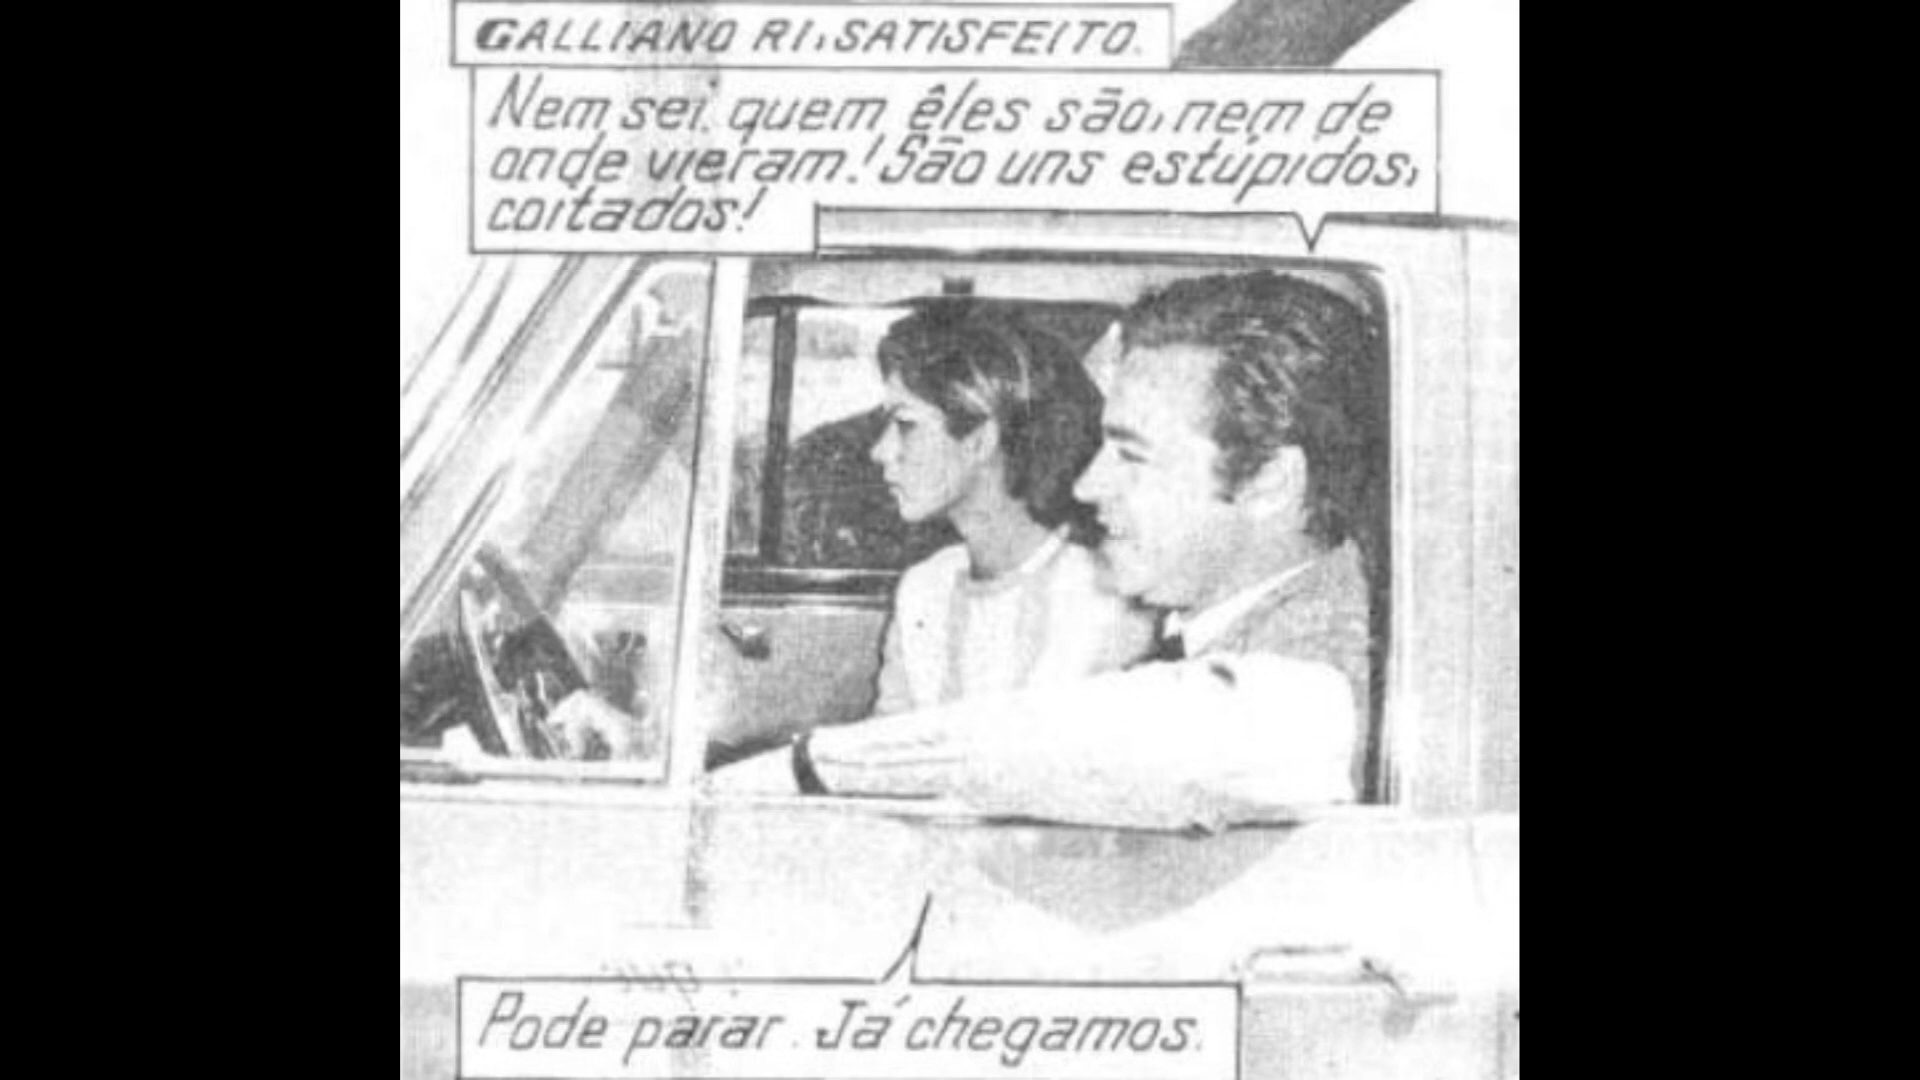 GALLIANO RI, SATISFEITO.
Nem sei quem êles são, nem de
onde vieram! São uns estúpidos,
coitados!
Pode parar. Já chegamos.